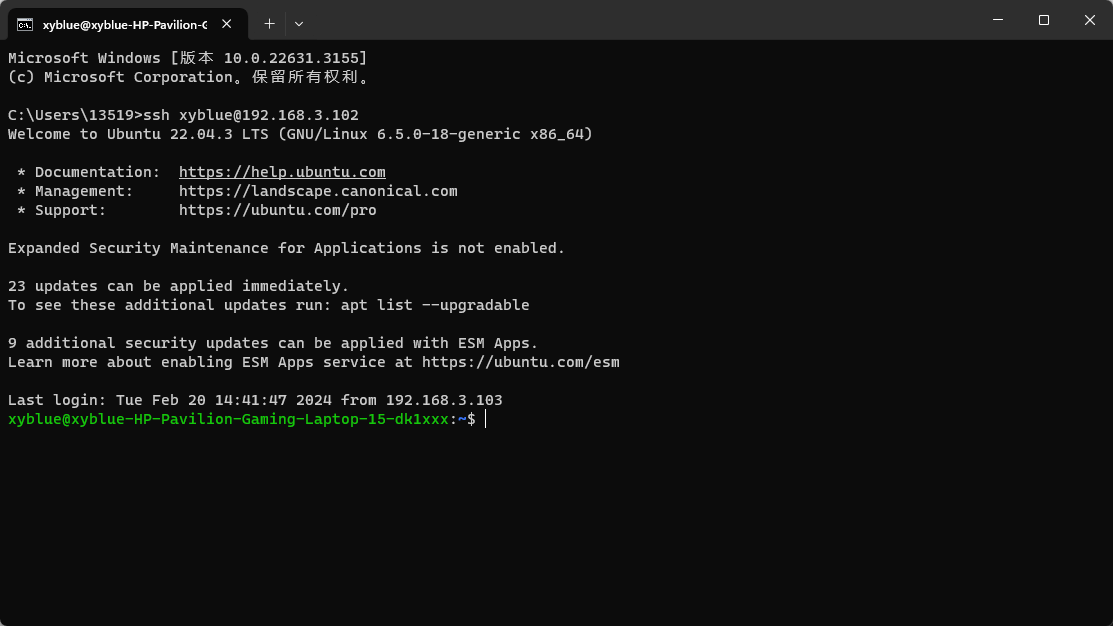 xyblue@xyblue-HP-Pavilion-G
Microsoft Windows [版本 10.0.22631.3155]
(c) Microsoft Corporation。保留所有权利。
C:\Users\13519>ssh xyblue@192.168.3.102
Welcome to Ubuntu 22.04.3 LTS (GNU/Linux 6.5.0-18-generic x86_64)
* Documentation:  https://help.ubuntu.com
* Management:     https://landscape.canonical.com
* Support:        https://ubuntu.com/pro
Expanded Security Maintenance for Applications is not enabled.
23 updates can be applied immediately.
To see these additional updates run: apt list --upgradable
9 additional security updates can be applied with ESM Apps.
Learn more about enabling ESM Apps service at https://ubuntu.com/esm
Last login: Tue Feb 20 14:41:47 2024 from 192.168.3.103
xyblue@xyblue-HP-Pavilion-Gaming-Laptop-15-dk1xxx:~$